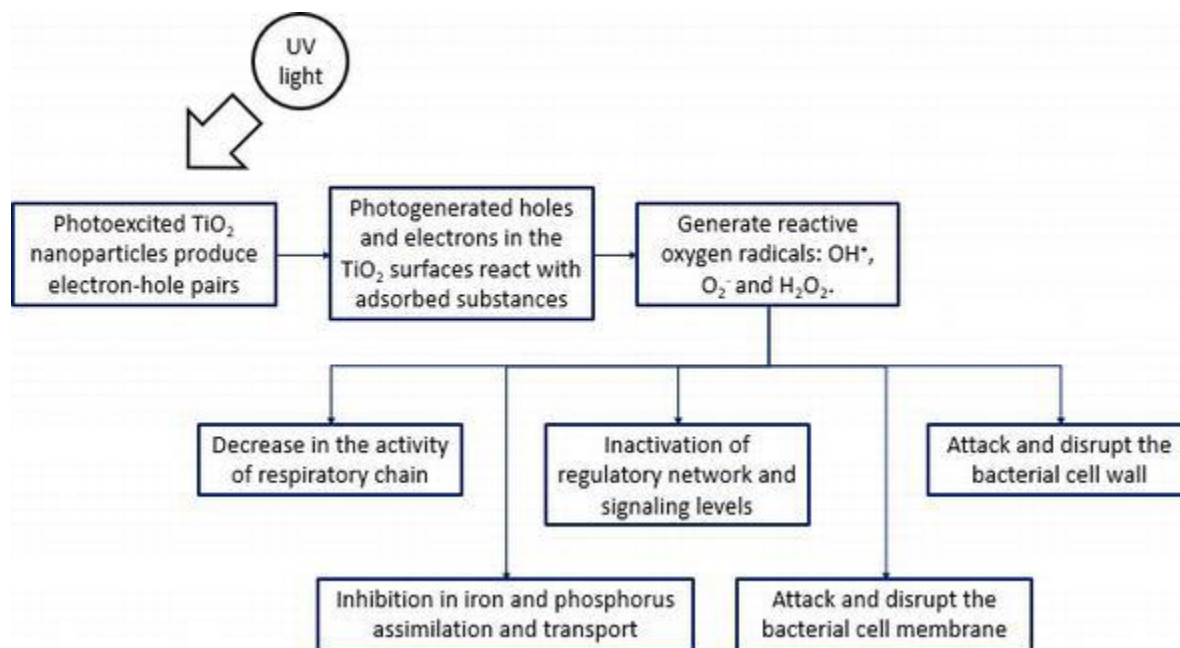 UV
light
Photoexcited TiO₂
nanoparticles produce
electron-hole pairs
Photogenerated holes
and electrons in the
TiO₂ surfaces react with
adsorbed substances
Generate reactive
oxygen radicals: OH•,
O₂⁻ and H₂O₂.
Decrease in the activity
of respiratory chain
Inactivation of
regulatory network and
signaling levels
Attack and disrupt the
bacterial cell wall
Inhibition in iron and phosphorus
assimilation and transport
Attack and disrupt the
bacterial cell membrane